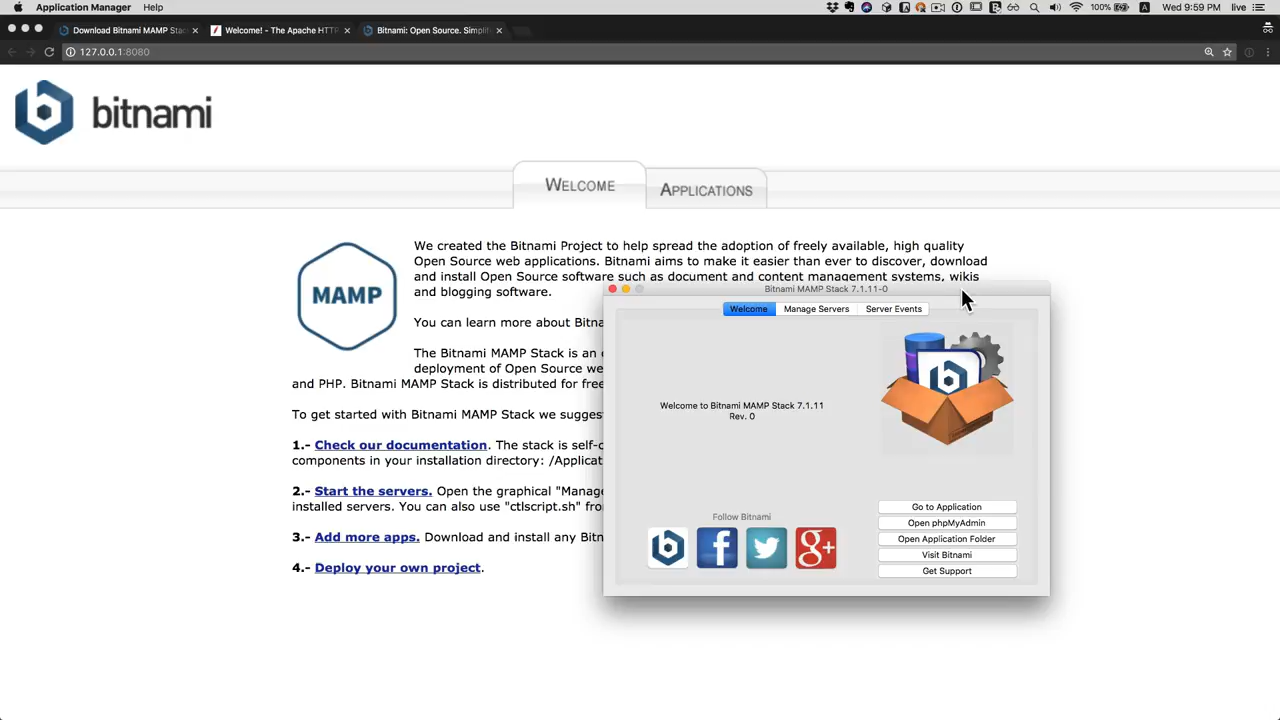 Application Manager Help
100% Wed 9:59 PM live
Download Bitnami MAMP Stac
Welcome! - The Apache HTTP
Bitnami: Open Source. Simplif
127.0.0.1:8080
bitnami
WELCOME
APPLICATIONS
MAMP
We created the Bitnami Project to help spread the adoption of freely available, high quality
Open Source web applications. Bitnami aims to make it easier than ever to discover, download
and install Open Source software such as document and content management systems, wikis
and blogging software.
You can learn more about Bitna
The Bitnami MAMP Stack is an
deployment of Open Source we
and PHP. Bitnami MAMP Stack is distributed for free
To get started with Bitnami MAMP Stack we sugges
1.- Check our documentation. The stack is self-c
components in your installation directory: /Applicat
2.- Start the servers. Open the graphical "Manage
installed servers. You can also use "ctlscript.sh" fro
3.- Add more apps. Download and install any Bitn
4.- Deploy your own project.
Bitnami MAMP Stack 7.1.11-0
Welcome
Manage Servers
Server Events
Welcome to Bitnami MAMP Stack 7.1.11
Rev. 0
Follow Bitnami
Go to Application
Open phpMyAdmin
Open Application Folder
Visit Bitnami
Get Support